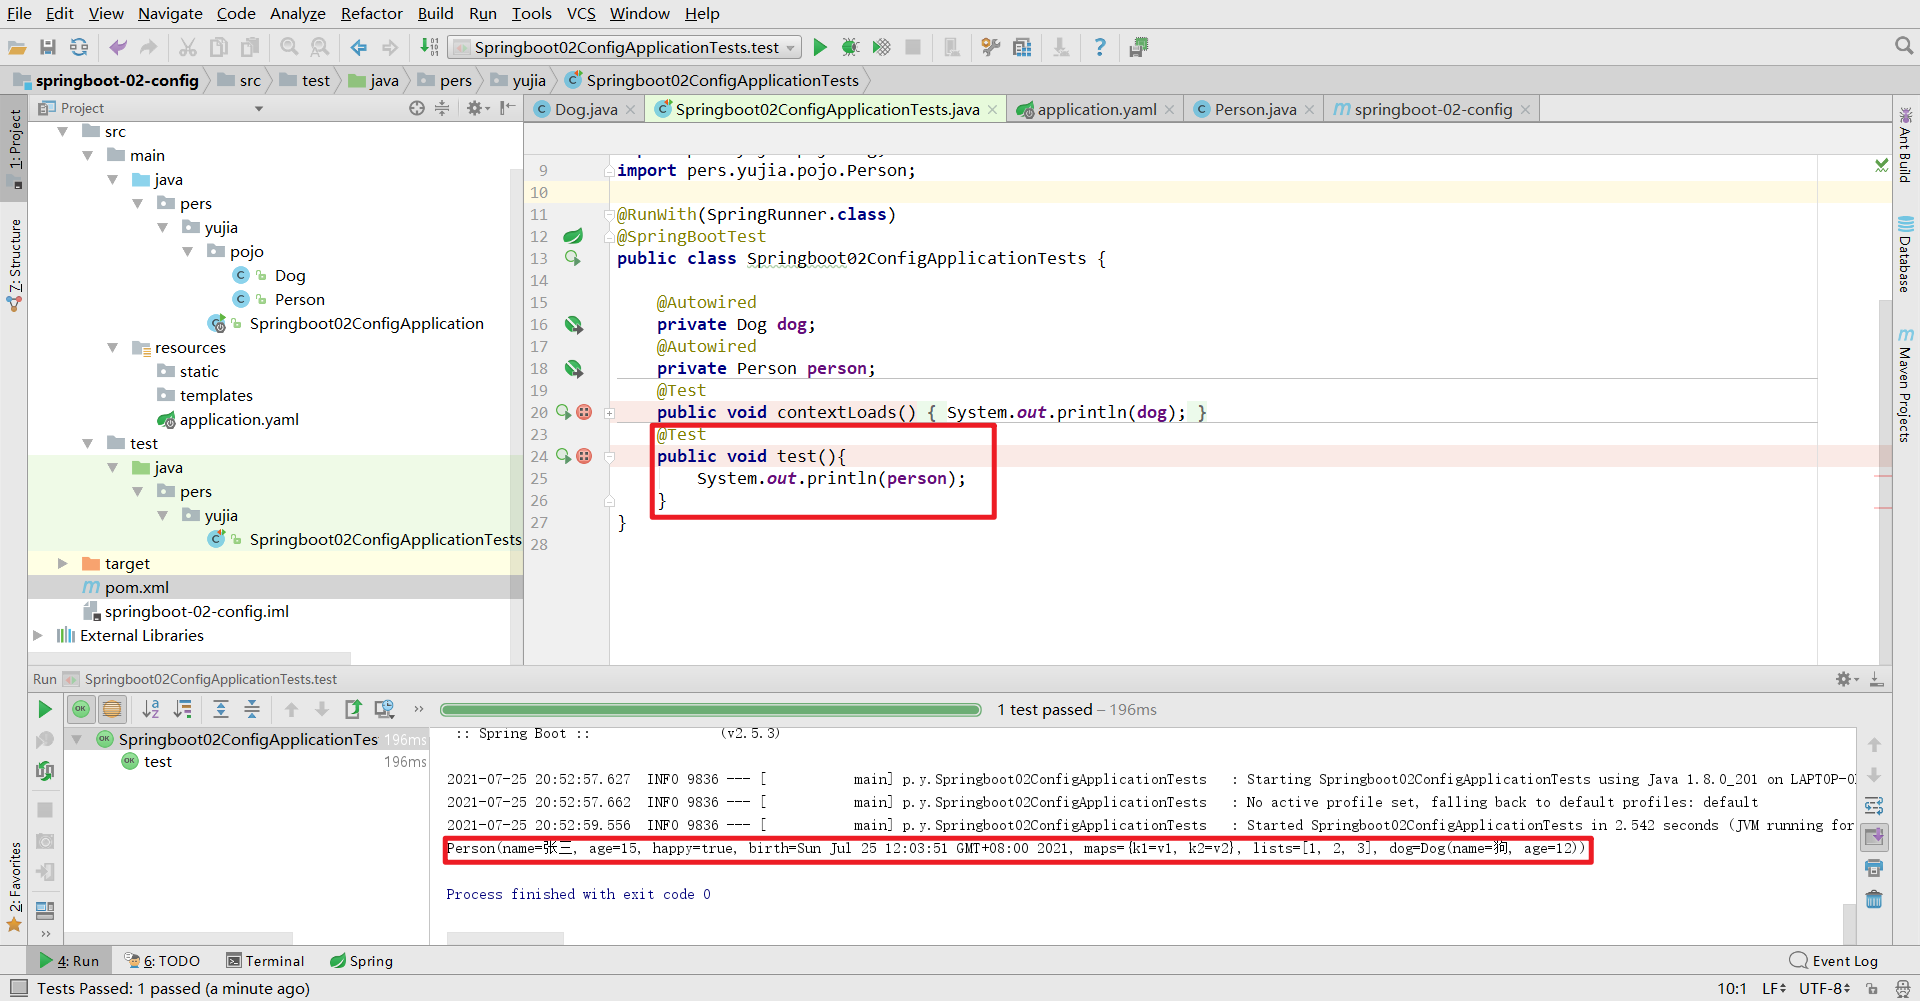 File Edit View Navigate Code Analyze Refactor Build Run Tools VCS Window Help
Springboot02ConfigApplicationTests.test
springboot-02-config src test java pers yujia Springboot02ConfigApplicationTests
Project
Dog.java Springboot02ConfigApplicationTests.java application.yaml Person.java springboot-02-config
1: Project
Z: Structure
2: Favorites
src
main
java
pers
yujia
pojo
Dog
Person
Springboot02ConfigApplication
resources
static
templates
application.yaml
test
java
pers
yujia
Springboot02ConfigApplicationTests
target
pom.xml
springboot-02-config.iml
External Libraries
9 import pers.yujia.pojo.Person;
10
11 @RunWith(SpringRunner.class)
12 @SpringBootTest
13 public class Springboot02ConfigApplicationTests {
14
15 @Autowired
16 private Dog dog;
17 @Autowired
18 private Person person;
19 @Test
20 public void contextLoads() { System.out.println(dog); }
23 @Test
24 public void test(){
25 System.out.println(person);
26 }
27 }
28
Ant Build
Database
Maven Projects
Run Springboot02ConfigApplicationTests.test
1 test passed – 196ms
Springboot02ConfigApplicationTes 196ms
test 196ms
:: Spring Boot :: (v2.5.3)
2021-07-25 20:52:57.627 INFO 9836 --- [ main] p.y.Springboot02ConfigApplicationTests : Starting Springboot02ConfigApplicationTests using Java 1.8.0_201 on LAPTOP-0
2021-07-25 20:52:57.662 INFO 9836 --- [ main] p.y.Springboot02ConfigApplicationTests : No active profile set, falling back to default profiles: default
2021-07-25 20:52:59.556 INFO 9836 --- [ main] p.y.Springboot02ConfigApplicationTests : Started Springboot02ConfigApplicationTests in 2.542 seconds (JVM running for
Person(name=张三, age=15, happy=true, birth=Sun Jul 25 12:03:51 GMT+08:00 2021, maps={k1=v1, k2=v2}, lists=[1, 2, 3], dog=Dog(name=狗, age=12))
Process finished with exit code 0
4: Run 6: TODO Terminal Spring Event Log
Tests Passed: 1 passed (a minute ago) 10:1 LF UTF-8